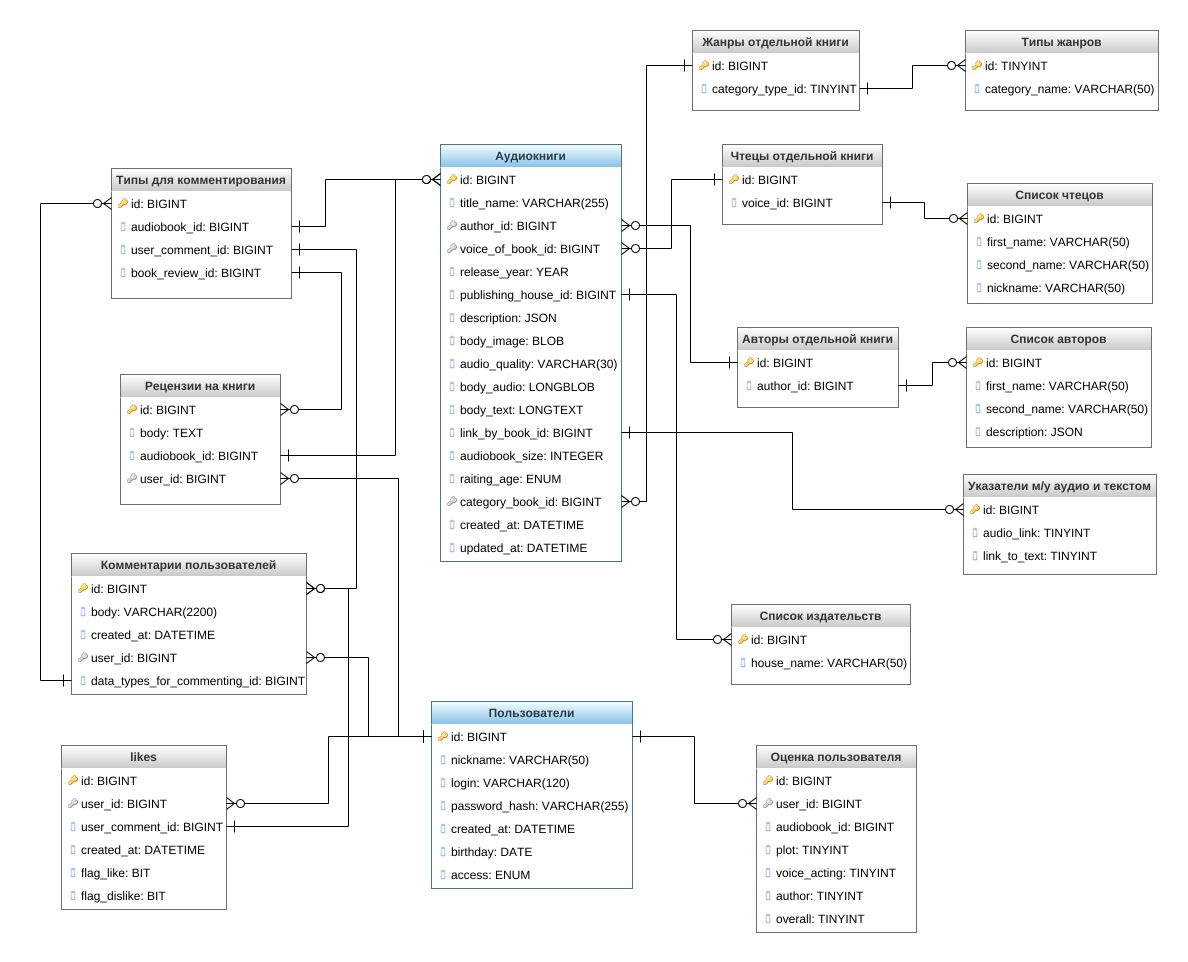 Жанры отдельной книги
id: BIGINT
category_type_id: TINYINT
Типы жанров
id: TINYINT
category_name: VARCHAR(50)
Аудиокниги
id: BIGINT
title_name: VARCHAR(255)
author_id: BIGINT
voice_of_book_id: BIGINT
release_year: YEAR
publishing_house_id: BIGINT
description: JSON
body_image: BLOB
audio_quality: VARCHAR(30)
body_audio: LONGBLOB
body_text: LONGTEXT
link_by_book_id: BIGINT
audiobook_size: INTEGER
raiting_age: ENUM
category_book_id: BIGINT
created_at: DATETIME
updated_at: DATETIME
Чтецы отдельной книги
id: BIGINT
voice_id: BIGINT
Список чтецов
id: BIGINT
first_name: VARCHAR(50)
second_name: VARCHAR(50)
nickname: VARCHAR(50)
Типы для комментирования
id: BIGINT
audiobook_id: BIGINT
user_comment_id: BIGINT
book_review_id: BIGINT
Авторы отдельной книги
id: BIGINT
author_id: BIGINT
Список авторов
id: BIGINT
first_name: VARCHAR(50)
second_name: VARCHAR(50)
description: JSON
Рецензии на книги
id: BIGINT
body: TEXT
audiobook_id: BIGINT
user_id: BIGINT
Указатели м/у аудио и текстом
id: BIGINT
audio_link: TINYINT
link_to_text: TINYINT
Комментарии пользователей
id: BIGINT
body: VARCHAR(2200)
created_at: DATETIME
user_id: BIGINT
data_types_for_commenting_id: BIGINT
Список издательств
id: BIGINT
house_name: VARCHAR(50)
Пользователи
id: BIGINT
nickname: VARCHAR(50)
login: VARCHAR(120)
password_hash: VARCHAR(255)
created_at: DATETIME
birthday: DATE
access: ENUM
likes
id: BIGINT
user_id: BIGINT
user_comment_id: BIGINT
created_at: DATETIME
flag_like: BIT
flag_dislike: BIT
Оценка пользователя
id: BIGINT
user_id: BIGINT
audiobook_id: BIGINT
plot: TINYINT
voice_acting: TINYINT
author: TINYINT
overall: TINYINT